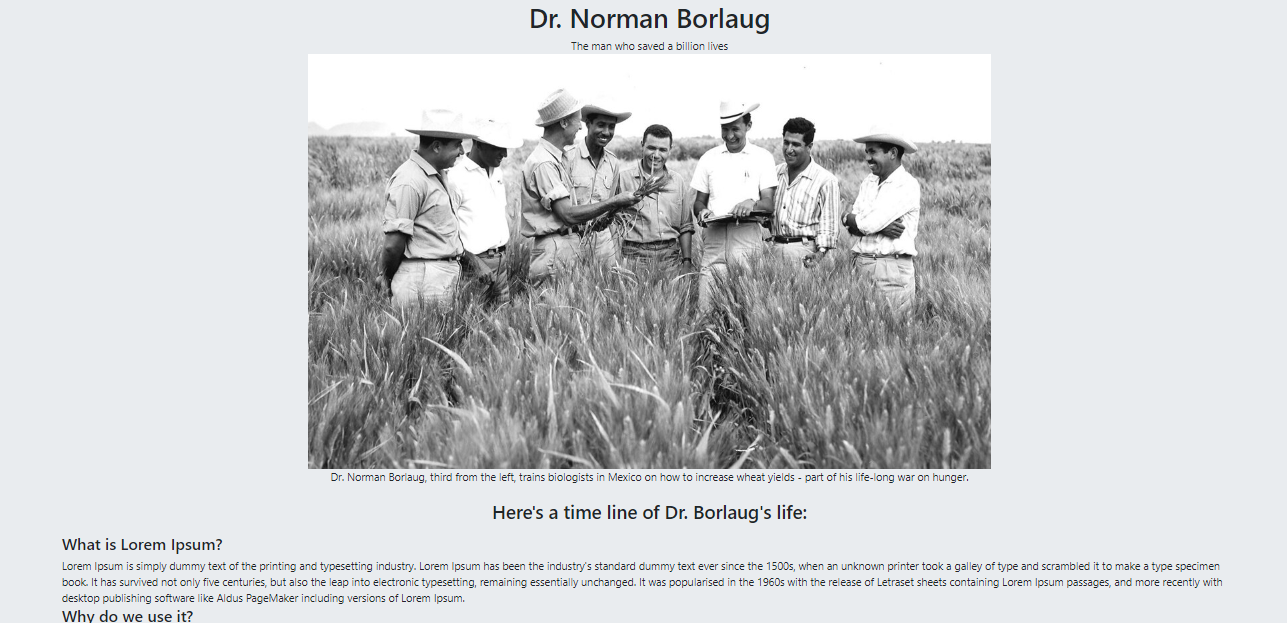 Dr. Norman Borlaug
The man who saved a billion lives
Dr. Norman Borlaug, third from the left, trains biologists in Mexico on how to increase wheat yields - part of his life-long war on hunger.
Here's a time line of Dr. Borlaug's life:
What is Lorem Ipsum?
Lorem Ipsum is simply dummy text of the printing and typesetting industry. Lorem Ipsum has been the industry's standard dummy text ever since the 1500s, when an unknown printer took a galley of type and scrambled it to make a type specimen
book. It has survived not only five centuries, but also the leap into electronic typesetting, remaining essentially unchanged. It was popularised in the 1960s with the release of Letraset sheets containing Lorem Ipsum passages, and more recently with
desktop publishing software like Aldus PageMaker including versions of Lorem Ipsum.
Why do we use it?